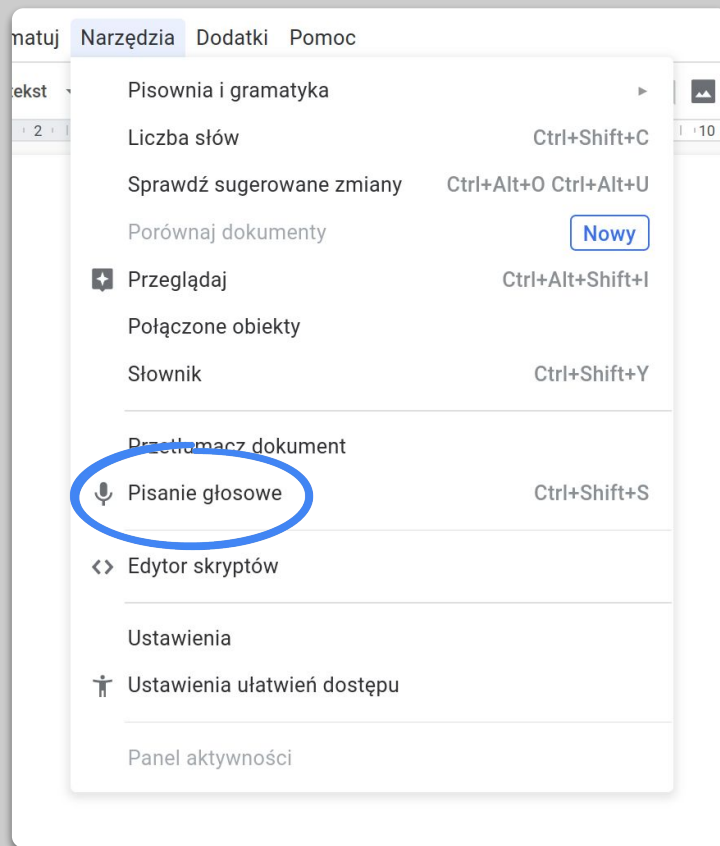 matuj Narzędzia Dodatki Pomoc
tekst
Pisownia i gramatyka
2 10
Liczba słów Ctrl+Shift+C
Sprawdź sugerowane zmiany Ctrl+Alt+O Ctrl+Alt+U
Porównaj dokumenty Nowy
Przeglądaj Ctrl+Alt+Shift+I
Połączone obiekty
Słownik Ctrl+Shift+Y
Przetłumacz dokument
Pisanie głosowe Ctrl+Shift+S
Edytor skryptów
Ustawienia
Ustawienia ułatwień dostępu
Panel aktywności